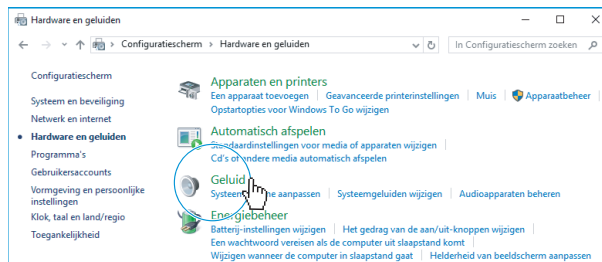 Hardware en geluiden
Configuratiescherm > Hardware en geluiden
In Configuratiescherm zoeken
Configuratiescherm
Systeem en beveiliging
Netwerk en internet
Hardware en geluiden
Programma's
Gebruikersaccounts
Vormgeving en persoonlijke
instellingen
Klok, taal en land/regio
Toegankelijkheid
Apparaten en printers
Een apparaat toevoegen | Geavanceerde printerinstellingen | Muis | Apparaatbeheer |
Opstartopties voor Windows To Go wijzigen
Automatisch afspelen
Standaardinstellingen voor media of apparaten wijzigen |
Cd's of andere media automatisch afspelen
Geluid
aanpassen | Systeemgeluiden wijzigen | Audioapparaten beheren
Energiebeheer
Batterij-instellingen wijzigen | Het gedrag van de aan/uit-knoppen wijzigen |
Een wachtwoord vereisen als de computer uit slaapstand komt |
Wijzigen wanneer de computer in slaapstand gaat | Helderheid van beeldscherm aanpassen